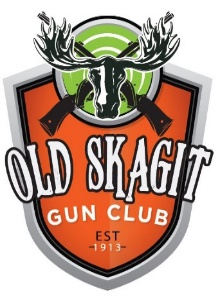 OLD SKAGIT
GUN CLUB
EST
1913